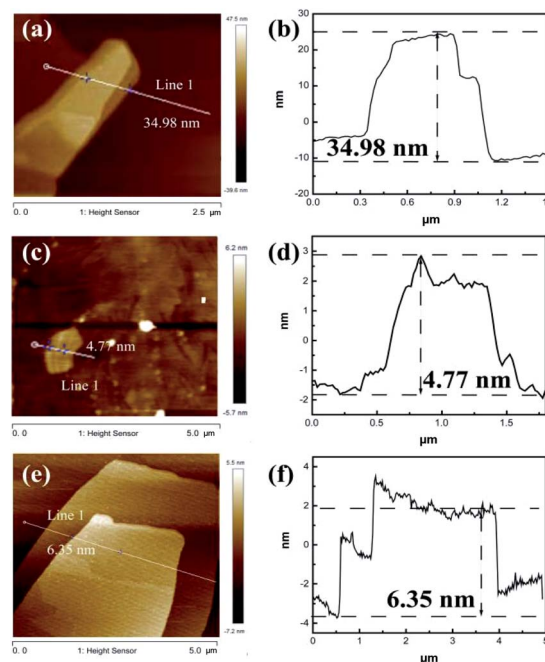 (a)
47.5 nm
Line 1
34.98 nm
-39.6 nm
0. 0 1: Height Sensor 2.5 μm
(b)
30
20
10
0
-10
-20
nm
34.98 nm
0.0 0.3 0.6 0.9 1.2 1.5
μm
(c)
6.2 nm
4.77 nm
Line 1
-5.7 nm
0. 0 1: Height Sensor 5.0 μm
(d)
3
2
1
0
-1
-2
nm
4.77 nm
0.0 0.5 1.0 1.5
μm
(e)
5.5 nm
Line 1
6.35 nm
-7.2 nm
0. 0 1: Height Sensor 5.0 μm
(f)
4
2
0
-2
-4
nm
6.35 nm
0 1 2 3 4 5
μm